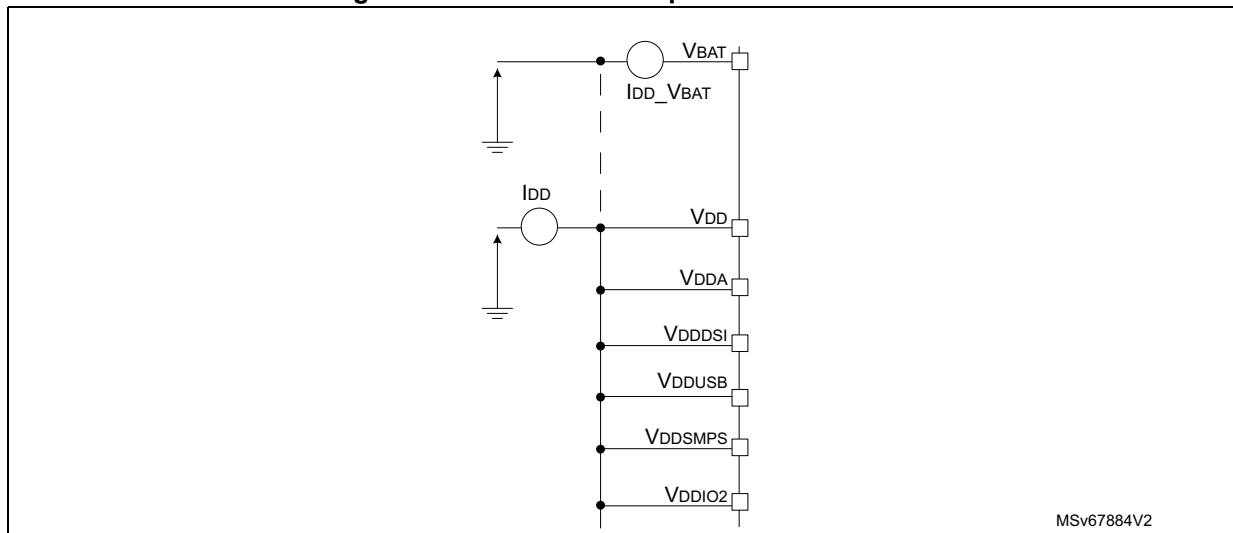 VBAT
IDD_VBAT
IDD
VDD
VDDA
VDDDSI
VDDUSB
VDDSMPS
VDDIO2
MSv67884V2